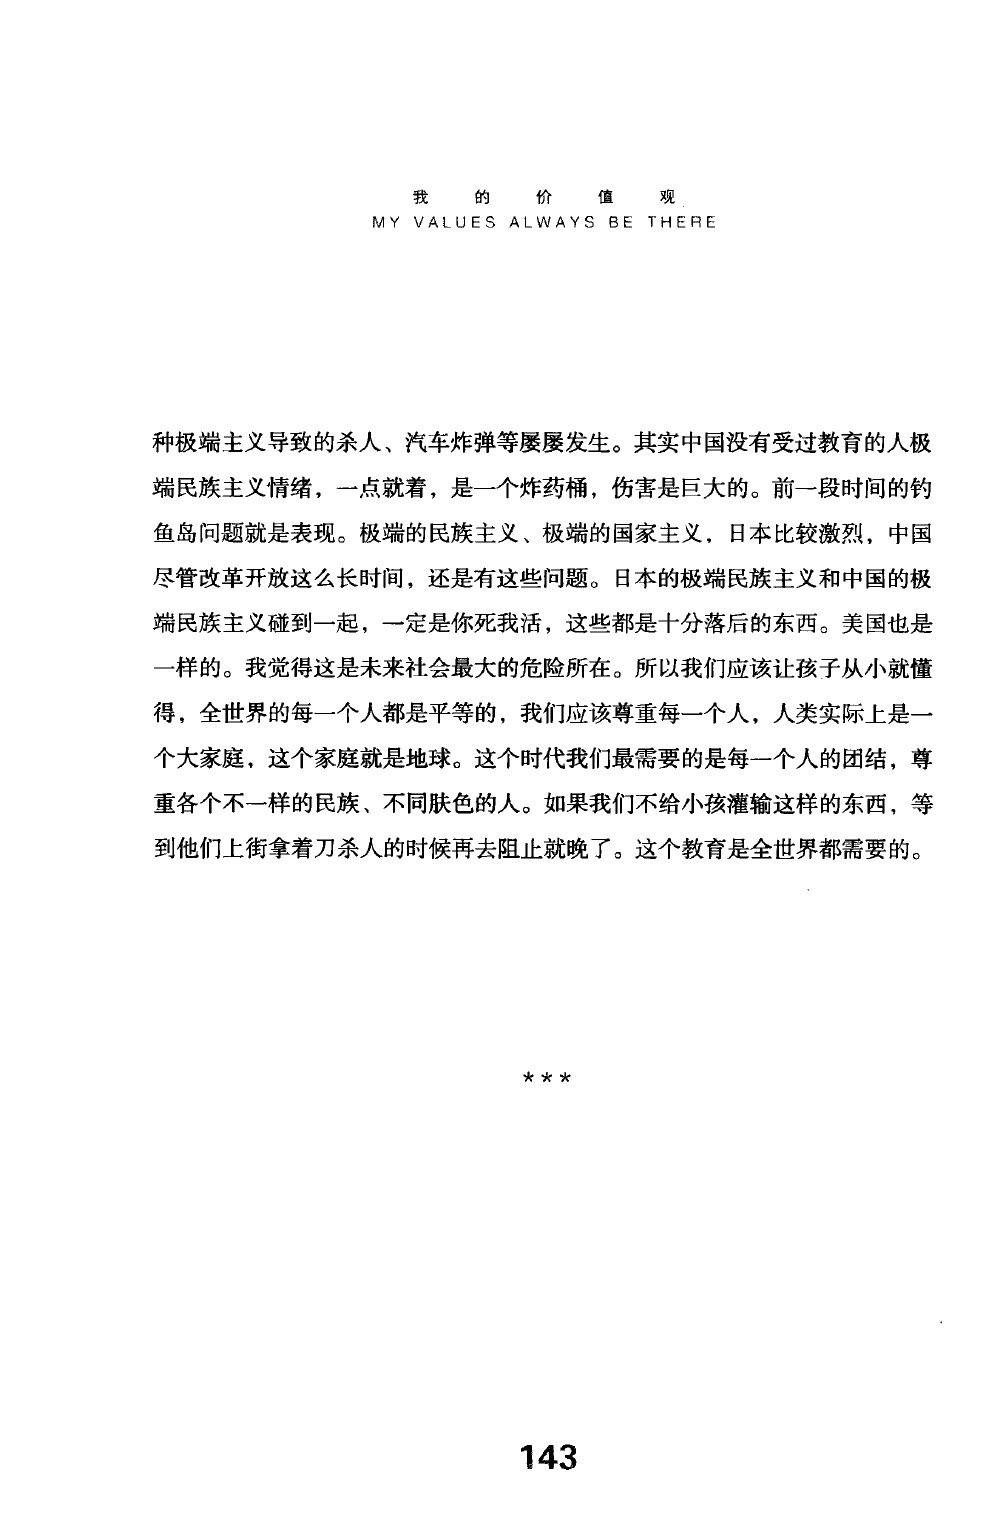 我的价值观
MY VALUES ALWAYS BE THERE
种极端主义导致的杀人、汽车炸弹等屡屡发生。其实中国没有受过教育的人极
端民族主义情绪，一点就着，是一个炸药桶，伤害是巨大的。前一段时间的钓
鱼岛问题就是表现。极端的民族主义、极端的国家主义，日本比较激烈，中国
尽管改革开放这么长时间，还是有这些问题。日本的极端民族主义和中国的极
端民族主义碰到一起，一定是你死我活，这些都是十分落后的东西。美国也是
一样的。我觉得这是未来社会最大的危险所在。所以我们应该让孩子从小就懂
得，全世界的每一个人都是平等的，我们应该尊重每一个人，人类实际上是一
个大家庭，这个家庭就是地球。这个时代我们最需要的是每一个人的团结，尊
重各个不一样的民族、不同肤色的人。如果我们不给小孩灌输这样的东西，等
到他们上街拿着刀杀人的时候再去阻止就晚了。这个教育是全世界都需要的。
***
143